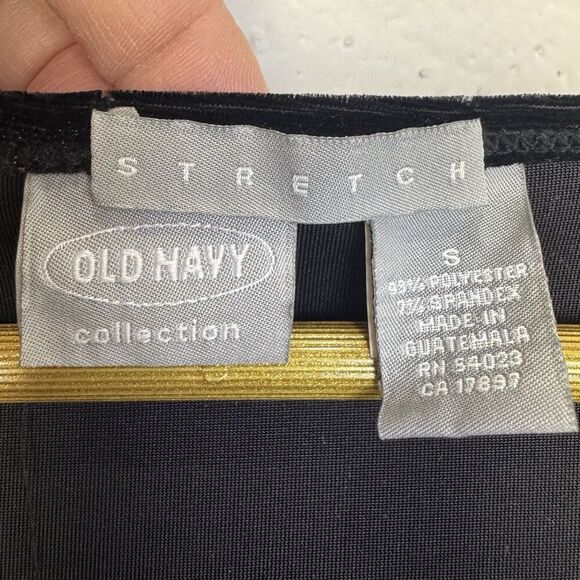 STRETCH
OLD NAVY
collection
S
93% POLYESTER
7% SPANDEX
MADE IN
GUATEMALA
RN 54023
CA 17897